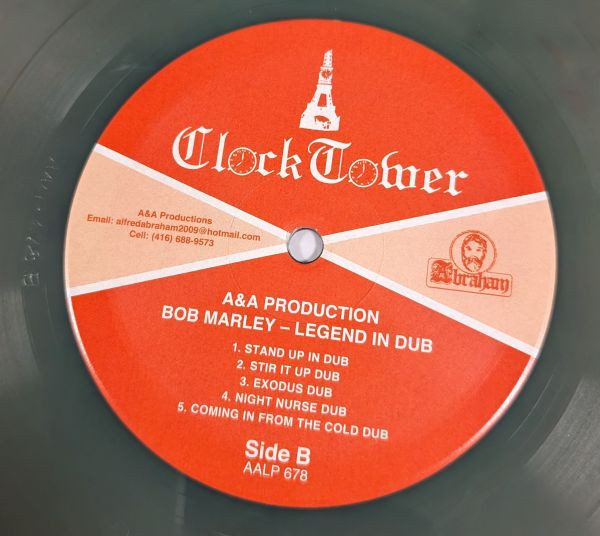 Clock Tower
A&A Productions
Email: alfredabraham2009@hotmail.com
Cell: (416) 688-9573
Abraham
A&A PRODUCTION
BOB MARLEY – LEGEND IN DUB
1. STAND UP IN DUB
2. STIR IT UP DUB
3. EXODUS DUB
4. NIGHT NURSE DUB
5. COMING IN FROM THE COLD DUB
Side B
AALP 678